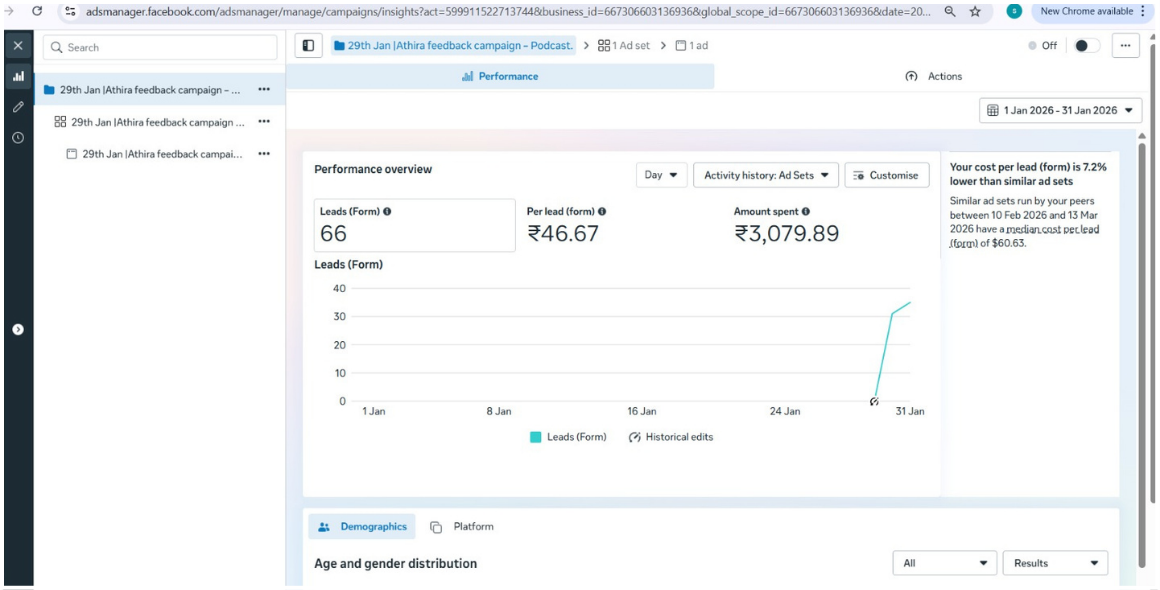 adsmanager.facebook.com/adsmanager/manage/campaigns/insights?act=599911522713744&business_id=667306603136936&global_scope_id=667306603136936&date=20...
New Chrome available
s
Search
29th Jan |Athira feedback campaign - Podcast.
1 Ad set
1 ad
Off
Performance
Actions
29th Jan |Athira feedback campaign - ...
29th Jan |Athira feedback campaign ...
29th Jan |Athira feedback campai...
1 Jan 2026 - 31 Jan 2026
Performance overview
Day
Activity history: Ad Sets
Customise
Leads (Form)
66
Per lead (form)
₹46.67
Amount spent
₹3,079.89
Your cost per lead (form) is 7.2%
lower than similar ad sets
Similar ad sets run by your peers
between 10 Feb 2026 and 13 Mar
2026 have a median cost per lead
(form) of $60.63.
Leads (Form)
40
30
20
10
0
1 Jan
8 Jan
16 Jan
24 Jan
31 Jan
Leads (Form)
Historical edits
Demographics
Platform
Age and gender distribution
All
Results